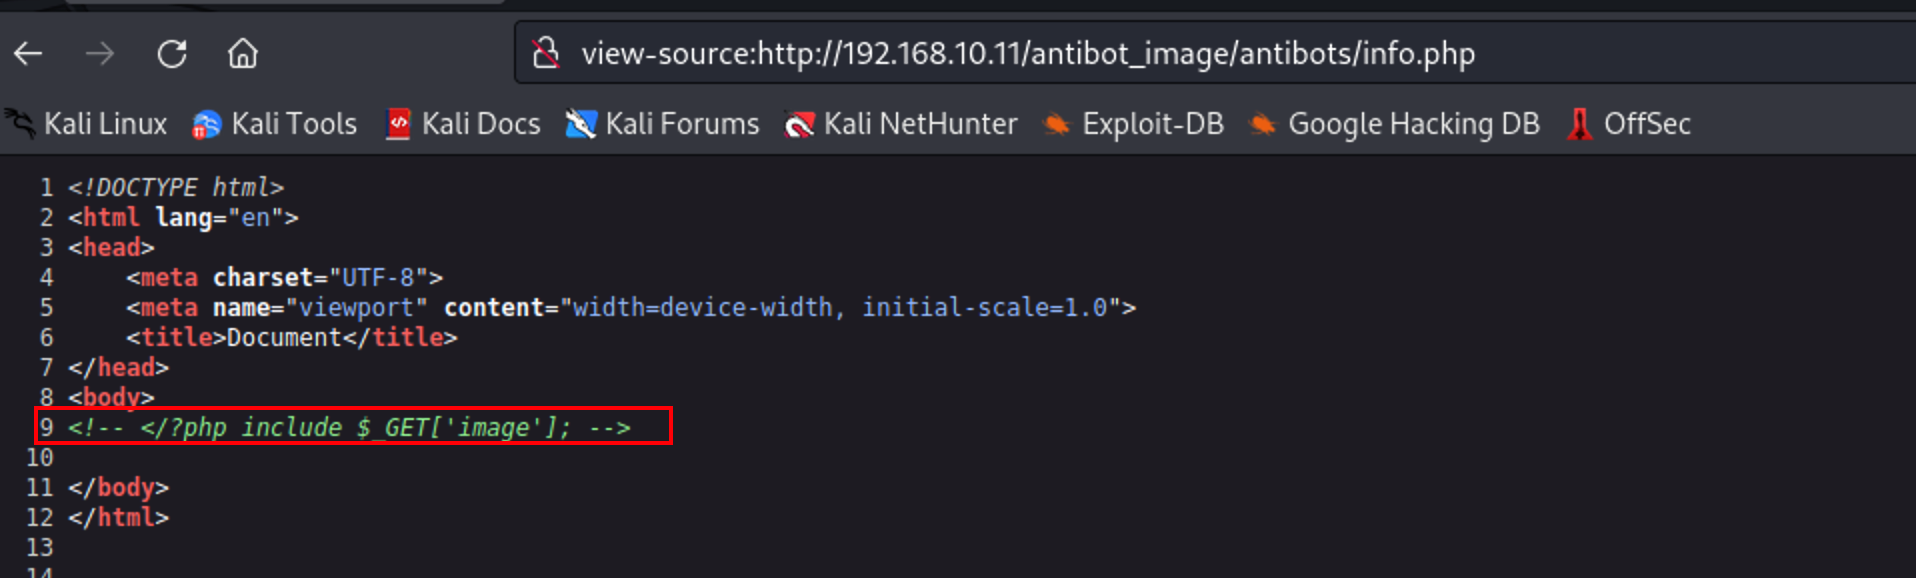 view-source:http://192.168.10.11/antibot_image/antibots/info.php
Kali Linux Kali Tools Kali Docs Kali Forums Kali NetHunter Exploit-DB Google Hacking DB OffSec
1 <!DOCTYPE html>
2 <html lang="en">
3 <head>
4     <meta charset="UTF-8">
5     <meta name="viewport" content="width=device-width, initial-scale=1.0">
6     <title>Document</title>
7 </head>
8 <body>
9 <!-- </?php include $_GET['image']; -->
10
11 </body>
12 </html>
13
14